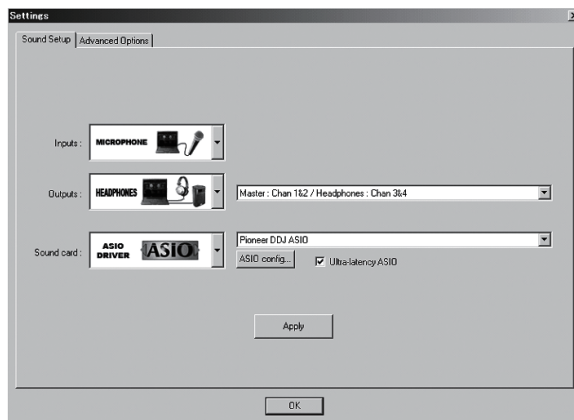 Settings
Sound Setup
Advanced Options
Inputs :
MICROPHONE
Outputs :
HEADPHONES
Master : Chan 1&2 / Headphones : Chan 3&4
Sound card :
ASIO DRIVER
ASIO
Pioneer DDJ ASIO
ASIO config...
Ultra-latency ASIO
Apply
OK